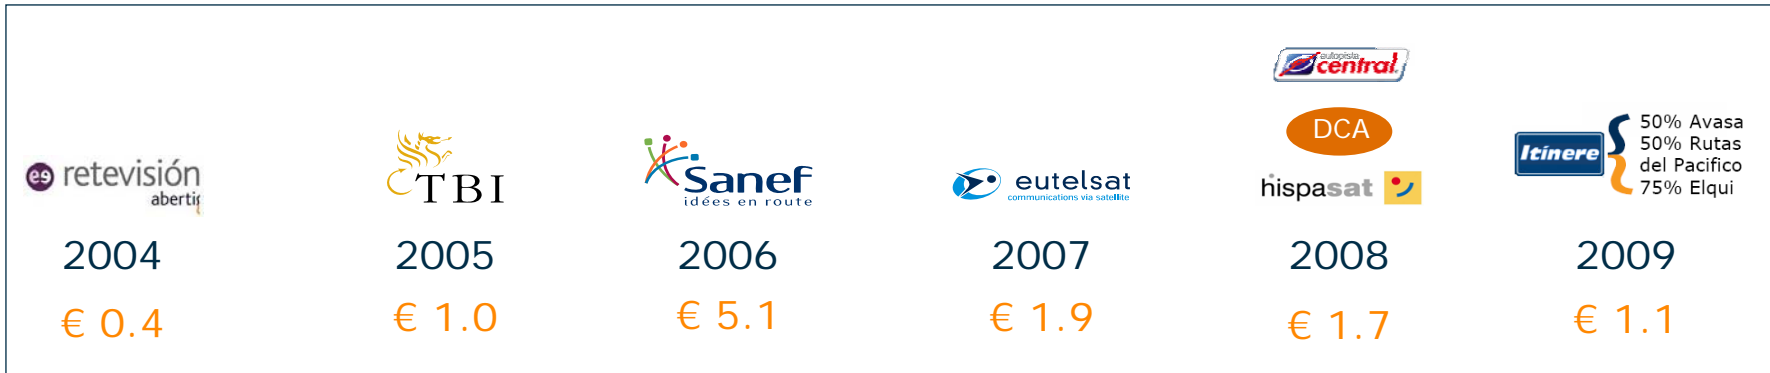 retevisión
abertis
2004
€ 0.4
TBI
2005
€ 1.0
Sanef
idées en route
2006
€ 5.1
eutelsat
communications via satellite
2007
€ 1.9
autopista
central
DCA
hispasat
2008
€ 1.7
Itínere
50% Avasa
50% Rutas
del Pacifico
75% Elqui
2009
€ 1.1